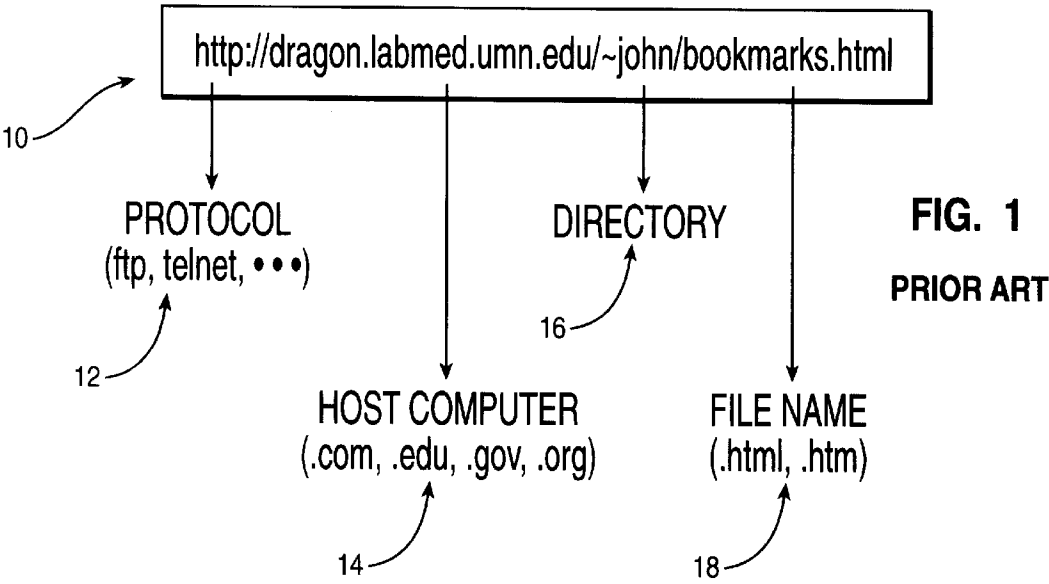 http://dragon.labmed.umn.edu/~john/bookmarks.html
10
PROTOCOL
(ftp, telnet, •••)
12
DIRECTORY
16
FIG. 1
PRIOR ART
HOST COMPUTER
(.com, .edu, .gov, .org)
14
FILE NAME
(.html, .htm)
18